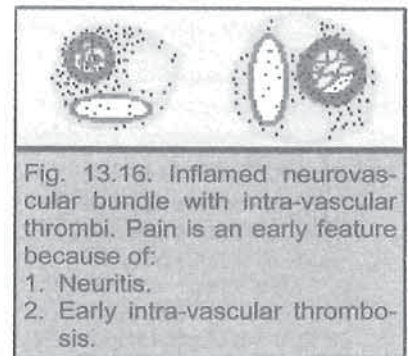 Fig. 13.16. Inflamed neurovas-
cular bundle with intra-vascular
thrombi. Pain is an early feature
because of:
1. Neuritis.
2. Early intra-vascular thrombo-
sis.